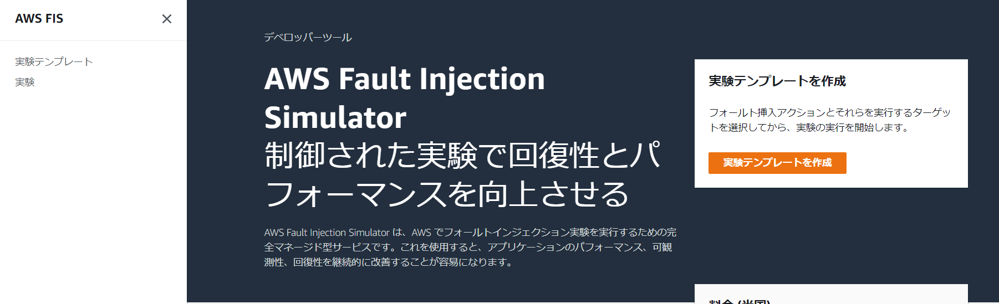 AWS FIS
実験テンプレート
実験
デベロッパーツール
AWS Fault Injection
Simulator
制御された実験で回復性とパ
フォーマンスを向上させる
AWS Fault Injection Simulator は、AWS でフォールトインジェクション実験を実行するための完
全マネージド型サービスです。これを使用すると、アプリケーションのパフォーマンス、可観
測性、回復性を継続的に改善することが容易になります。
実験テンプレートを作成
フォールト挿入アクションとそれらを実行するターゲッ
トを選択してから、実験の実行を開始します。
実験テンプレートを作成
料金 (米国)